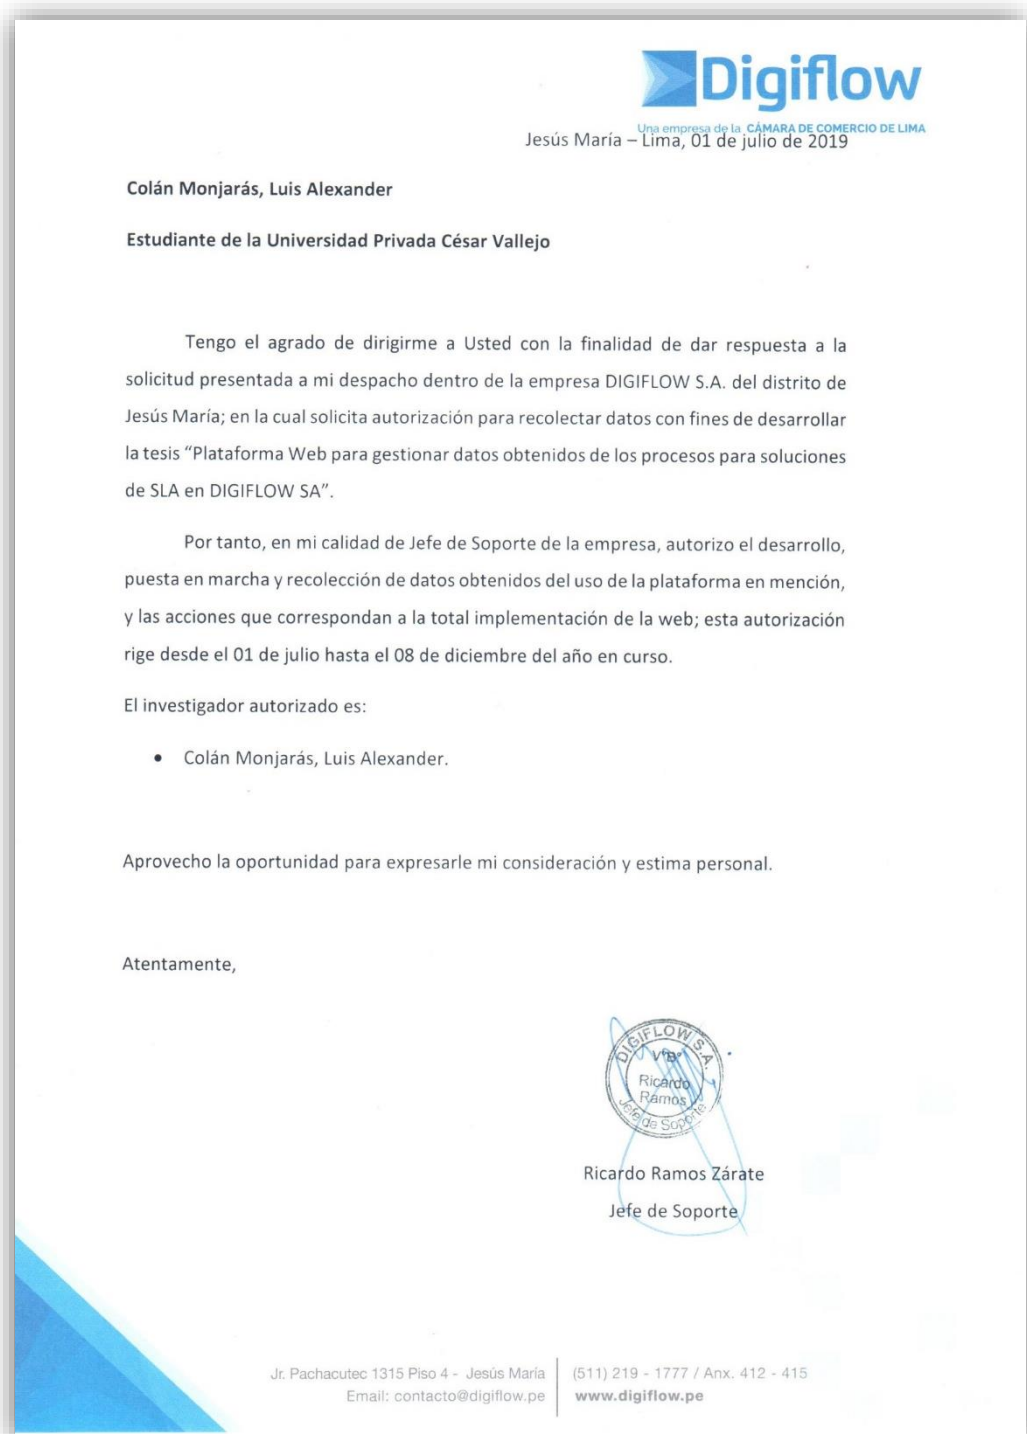 Digiflow
Una empresa de la CÁMARA DE COMERCIO DE LIMA
Jesús María – Lima, 01 de julio de 2019
Colán Monjarás, Luis Alexander
Estudiante de la Universidad Privada César Vallejo
Tengo el agrado de dirigirme a Usted con la finalidad de dar respuesta a la
solicitud presentada a mi despacho dentro de la empresa DIGIFLOW S.A. del distrito de
Jesús María; en la cual solicita autorización para recolectar datos con fines de desarrollar
la tesis “Plataforma Web para gestionar datos obtenidos de los procesos para soluciones
de SLA en DIGIFLOW SA”.
Por tanto, en mi calidad de Jefe de Soporte de la empresa, autorizo el desarrollo,
puesta en marcha y recolección de datos obtenidos del uso de la plataforma en mención,
y las acciones que correspondan a la total implementación de la web; esta autorización
rige desde el 01 de julio hasta el 08 de diciembre del año en curso.
El investigador autorizado es:
• Colán Monjarás, Luis Alexander.
Aprovecho la oportunidad para expresarle mi consideración y estima personal.
Atentamente,
DIGIFLOW S.A.
V°B°
Ricardo
Ramos
Jefe de Soporte
Ricardo Ramos Zárate
Jefe de Soporte
Jr. Pachacutec 1315 Piso 4 - Jesús María
Email: contacto@digiflow.pe
(511) 219 - 1777 / Anx. 412 - 415
www.digiflow.pe